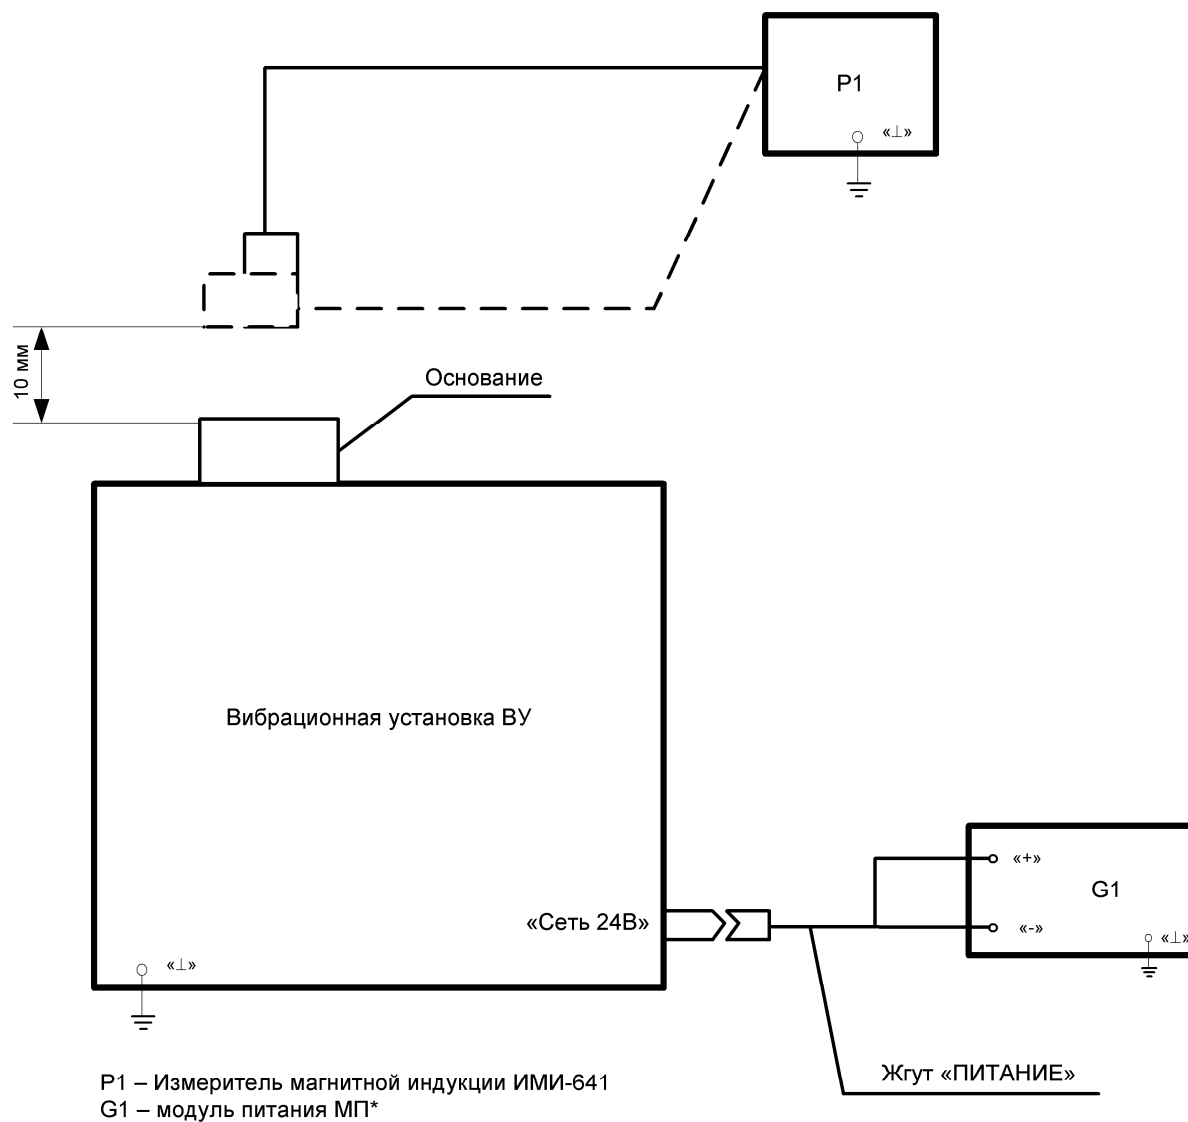 P1
«⊥»
10 мм
Основание
Вибрационная установка ВУ
«+»
G1
«Сеть 24В»
«-»
«⊥»
«⊥»
Жгут «ПИТАНИЕ»
P1 – Измеритель магнитной индукции ИМИ-641
G1 – модуль питания МП*